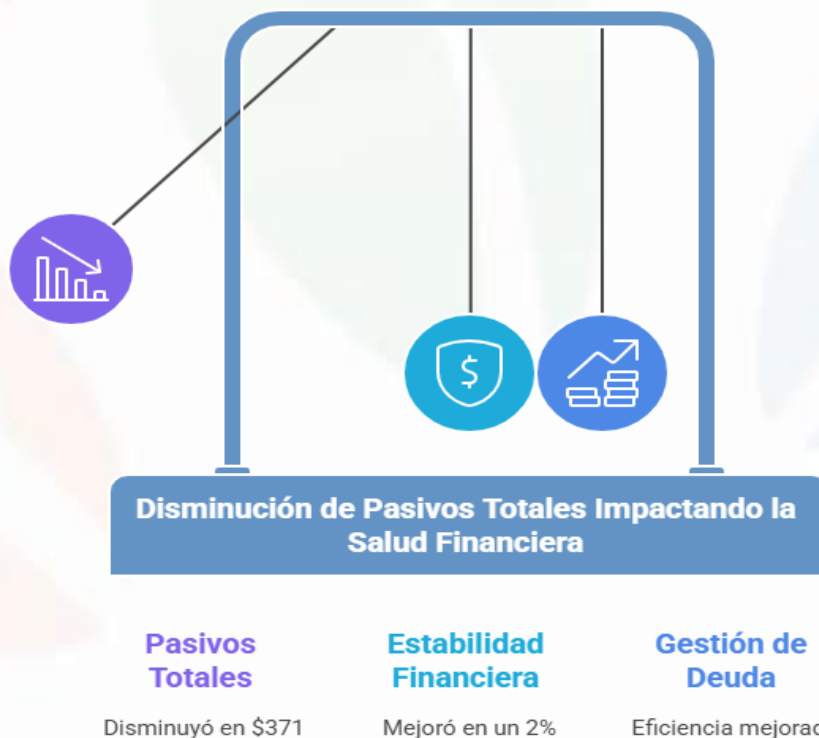 $
Disminución de Pasivos Totales Impactando la
Salud Financiera
Pasivos
Totales
Estabilidad
Financiera
Gestión de
Deuda
Disminuyó en $371
Mejoró en un 2%
Eficiencia